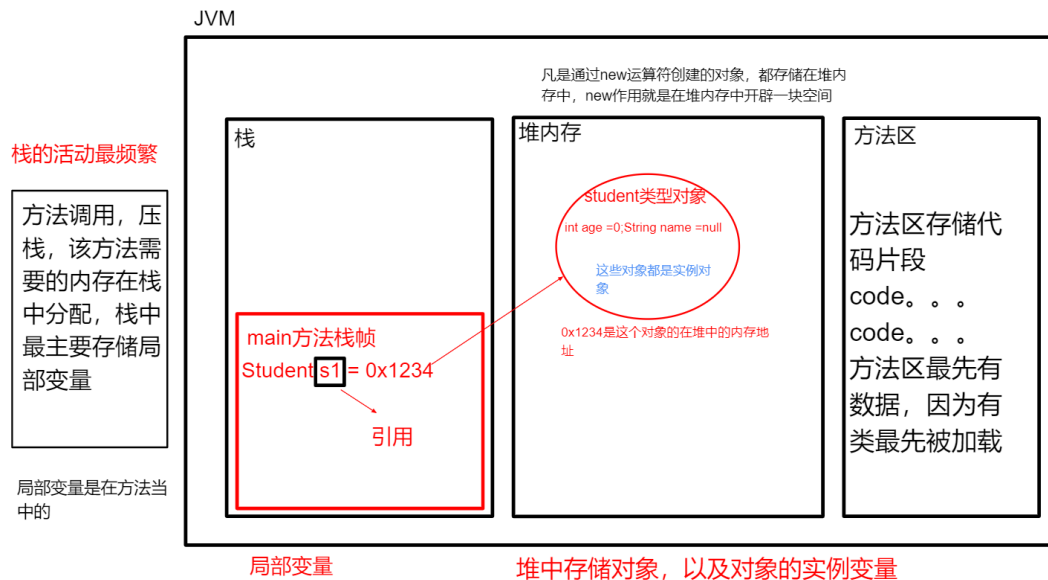 JVM
凡是通过new运算符创建的对象，都存储在堆内
存中，new作用就是在堆内存中开辟一块空间
栈的活动最频繁
方法调用，压
栈，该方法需
要的内存在栈
中分配，栈中
最主要存储局
部变量
局部变量是在方法当
中的
栈
main方法栈帧
Student s1 = 0x1234
引用
堆内存
student类型对象
int age =0;String name =null
这些对象都是实例对
象
0x1234是这个对象的在堆中的内存地
址
方法区
方法区存储代
码片段
code。。。
code。。。
方法区最先有
数据，因为有
类最先被加载
局部变量
堆中存储对象，以及对象的实例变量